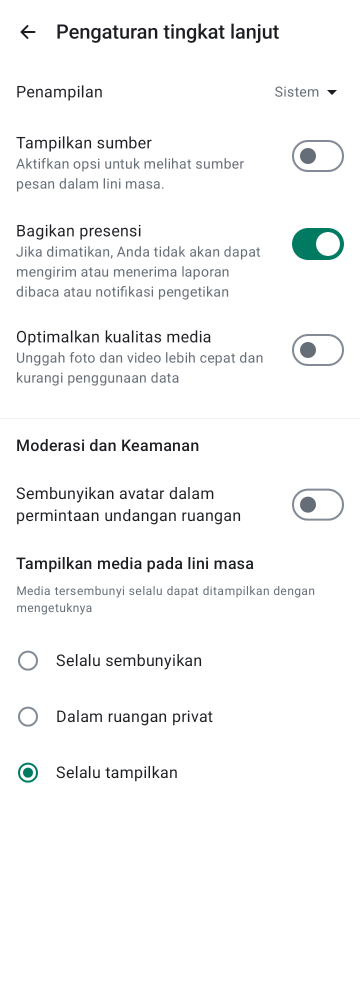 Pengaturan tingkat lanjut
Penampilan
Sistem
Tampilkan sumber
Aktifkan opsi untuk melihat sumber
pesan dalam lini masa.
Bagikan presensi
Jika dimatikan, Anda tidak akan dapat
mengirim atau menerima laporan
dibaca atau notifikasi pengetikan
Optimalkan kualitas media
Unggah foto dan video lebih cepat dan
kurangi penggunaan data
Moderasi dan Keamanan
Sembunyikan avatar dalam
permintaan undangan ruangan
Tampilkan media pada lini masa
Media tersembunyi selalu dapat ditampilkan dengan
mengetuknya
Selalu sembunyikan
Dalam ruangan privat
Selalu tampilkan